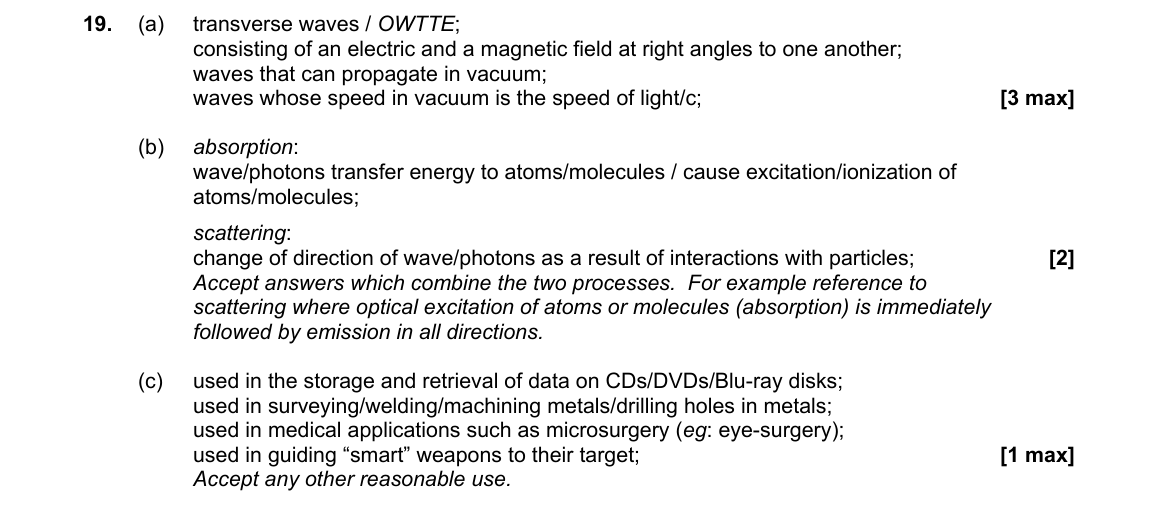 19. (a) transverse waves / OWTTE;
consisting of an electric and a magnetic field at right angles to one another;
waves that can propagate in vacuum;
waves whose speed in vacuum is the speed of light/c; [3 max]
(b) absorption:
wave/photons transfer energy to atoms/molecules / cause excitation/ionization of
atoms/molecules;
scattering:
change of direction of wave/photons as a result of interactions with particles; [2]
Accept answers which combine the two processes. For example reference to
scattering where optical excitation of atoms or molecules (absorption) is immediately
followed by emission in all directions.
(c) used in the storage and retrieval of data on CDs/DVDs/Blu-ray disks;
used in surveying/welding/machining metals/drilling holes in metals;
used in medical applications such as microsurgery (eg: eye-surgery);
used in guiding “smart” weapons to their target; [1 max]
Accept any other reasonable use.